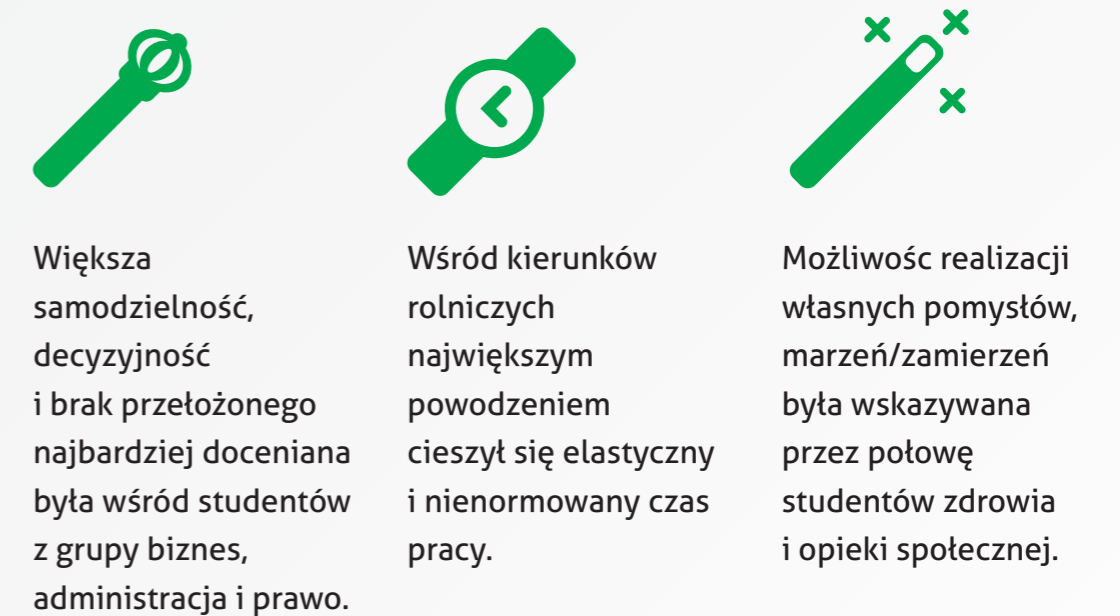 Większa
samodzielność,
decyzyjność
i brak przełożonego
najbardziej doceniana
była wśród studentów
z grupy biznes,
administracja i prawo.
Wśród kierunków
rolniczych
największym
powodzeniem
cieszył się elastyczny
i nienormowany czas
pracy.
Możliwośc realizacji
własnych pomysłów,
marzeń/zamierzeń
była wskazywana
przez połowę
studentów zdrowia
i opieki społecznej.